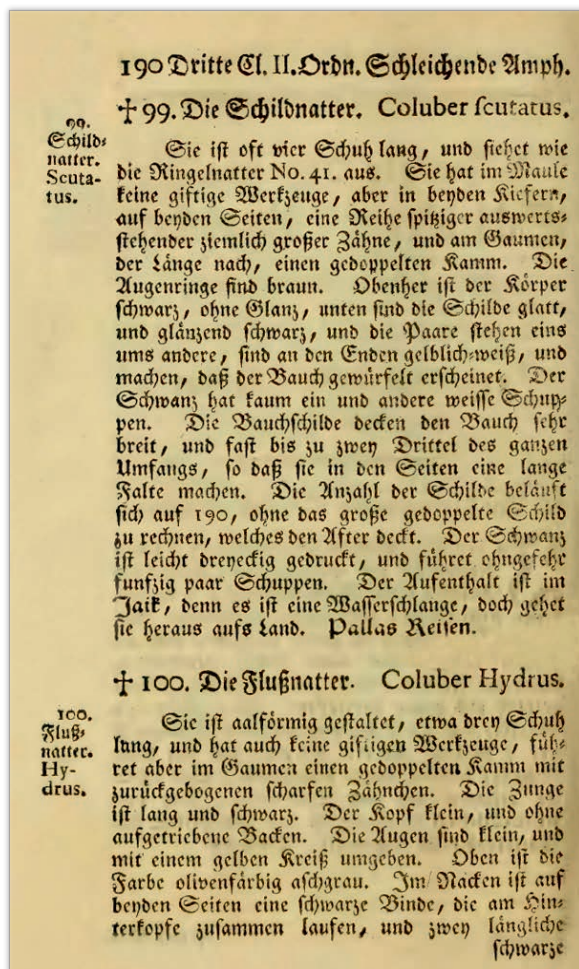 190 Dritte Cl. II. Ordn. Schleichende Amph.
† 99. Die Schildnatter. Coluber scutatus.
99.
Schild-
natter.
Scuta-
tus.
Sie ist oft vier Schuh lang, und siehet wie
die Ringelnatter No. 41. aus. Sie hat im Maule
keine giftige Werkzeuge, aber in beyden Kiefern,
auf beyden Seiten, eine Reihe spitziger auswerts-
stehender ziemlich großer Zähne, und am Gaumen,
der Länge nach, einen gedoppelten Kamm. Die
Augenringe sind braun. Obenher ist der Körper
schwarz, ohne Glanz, unten sind die Schilde glatt,
und glänzend schwarz, und die Paare stehen eins
ums andere, sind an den Enden gelblich-weiß, und
machen, daß der Bauch gewürfelt erscheinet. Der
Schwanz hat kaum ein und andere weisse Schup-
pen. Die Bauchschilde decken den Bauch sehr
breit, und fast bis zu zwey Drittel des ganzen
Umfangs, so daß sie in den Seiten eine lange
Falte machen. Die Anzahl der Schilde beläuft
sich auf 190, ohne das große gedoppelte Schild
zu rechnen, welches den After deckt. Der Schwanz
ist leicht dreyeckig gedruckt, und führet ohngefehr
funfzig paar Schuppen. Der Aufenthalt ist im
Jaik, denn es ist eine Wasserschlange, doch gehet
sie heraus aufs Land. Pallas Reisen.
† 100. Die Flußnatter. Coluber Hydrus.
100.
Fluß-
natter.
Hy-
drus.
Sie ist aalförmig gestaltet, etwa drey Schuh
lang, und hat auch keine giftigen Werkzeuge, füh-
ret aber im Gaumen einen gedoppelten Kamm mit
zurückgebogenen scharfen Zähnchen. Die Zunge
ist lang und schwarz. Der Kopf klein, und ohne
aufgetriebene Backen. Die Augen sind klein, und
mit einem gelben Kreiß umgeben. Oben ist die
Farbe olivenfärbig aschgrau. Im Nacken ist auf
beyden Seiten eine schwarze Binde, die am Hin-
terkopfe zusammen laufen, und zwey längliche
schwarze